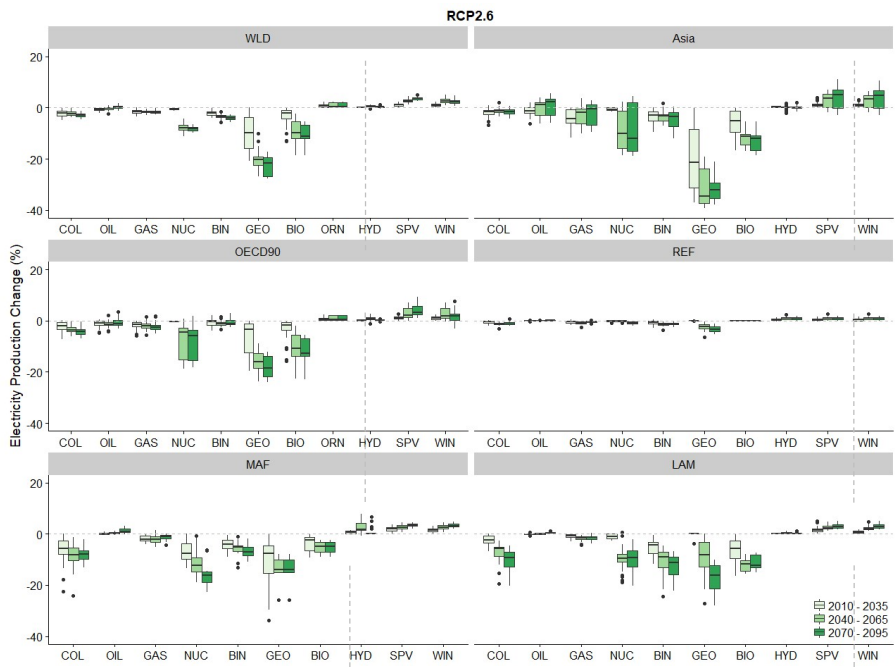 RCP2.6
WLD
Asia
20
0
-20
-40
COL OIL GAS NUC BIN GEO BIO ORN HYD SPV WIN
COL OIL GAS NUC BIN GEO BIO HYD SPV WIN
OECD90
REF
20
0
-20
-40
COL OIL GAS NUC BIN GEO BIO ORN HYD SPV WIN
COL OIL GAS NUC BIN GEO BIO HYD SPV WIN
MAF
LAM
20
0
-20
-40
COL OIL GAS NUC BIN GEO BIO HYD SPV WIN
COL OIL GAS NUC BIN GEO BIO HYD SPV WIN
Electricity Production Change (%)
2010 - 2035
2040 - 2065
2070 - 2095